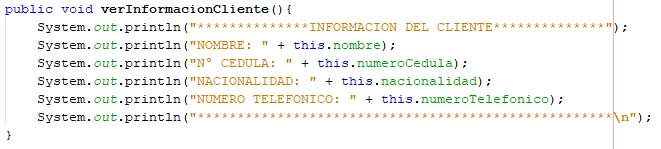 public void verInformacionCliente(){
    System.out.println("**************INFORMACION DEL CLIENTE**************");
    System.out.println("NOMBRE: " + this.nombre);
    System.out.println("N° CEDULA: " + this.numeroCedula);
    System.out.println("NACIONALIDAD: " + this.nacionalidad);
    System.out.println("NUMERO TELEFONICO: " + this.numeroTelefonico);
    System.out.println("****************************************************\n");
}